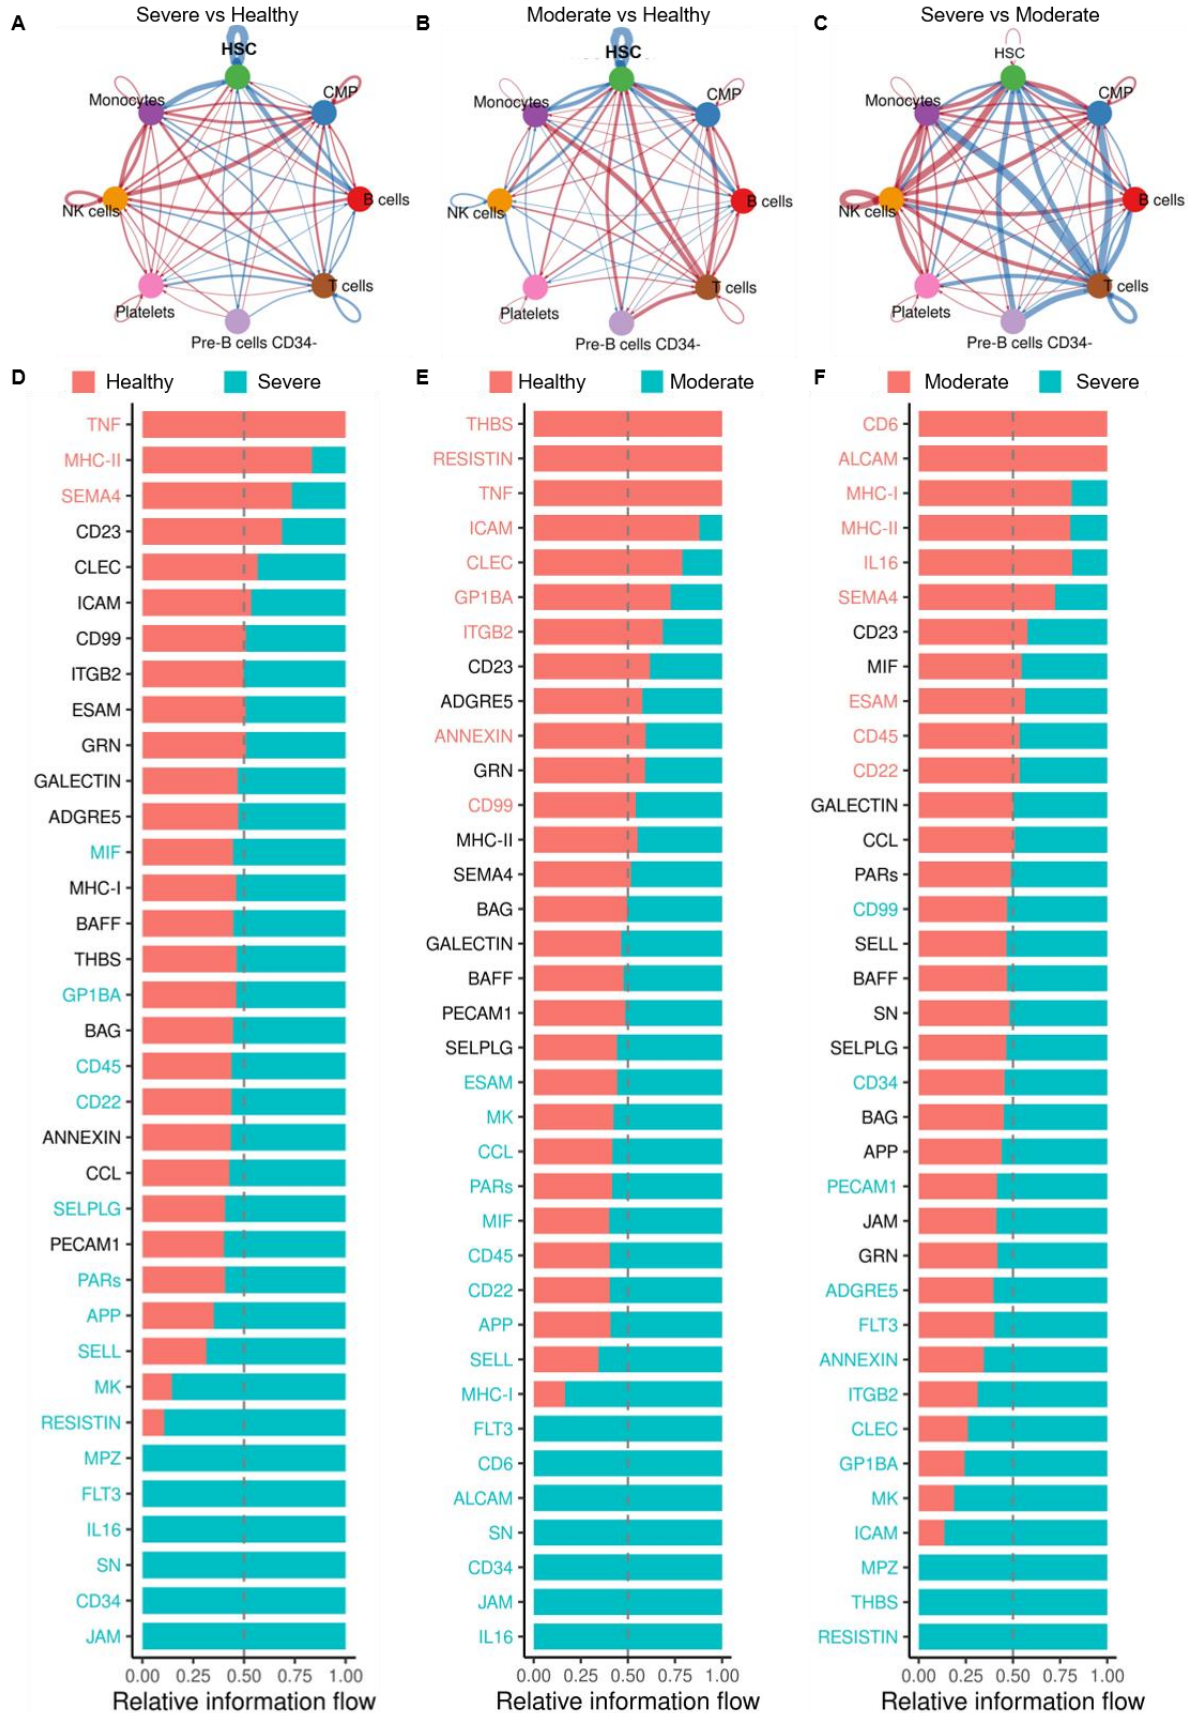 A
Severe vs Healthy
HSC
CMP
Monocytes
NK cells
B cells
T cells
Platelets
Pre-B cells CD34-
B
Moderate vs Healthy
HSC
CMP
Monocytes
NK cells
B cells
T cells
Platelets
Pre-B cells CD34-
C
Severe vs Moderate
HSC
CMP
Monocytes
NK cells
B cells
T cells
Platelets
Pre-B cells CD34-
D
Healthy
Severe
TNF
MHC-II
SEMA4
CD23
CLEC
ICAM
CD99
ITGB2
ESAM
GRN
GALECTIN
ADGRE5
MIF
MHC-I
BAFF
THBS
GP1BA
BAG
CD45
CD22
ANNEXIN
CCL
SELPLG
PECAM1
PARs
APP
SELL
MK
RESISTIN
MPZ
FLT3
IL16
SN
CD34
JAM
0.00 0.25 0.50 0.75 1.00
Relative information flow
E
Healthy
Moderate
THBS
RESISTIN
TNF
ICAM
CLEC
GP1BA
ITGB2
CD23
ADGRE5
ANNEXIN
GRN
CD99
MHC-II
SEMA4
BAG
GALECTIN
BAFF
PECAM1
SELPLG
ESAM
MK
CCL
PARs
MIF
CD45
CD22
APP
SELL
MHC-I
FLT3
CD6
ALCAM
SN
CD34
JAM
IL16
0.00 0.25 0.50 0.75 1.00
Relative information flow
F
Moderate
Severe
CD6
ALCAM
MHC-I
MHC-II
IL16
SEMA4
CD23
MIF
ESAM
CD45
CD22
GALECTIN
CCL
PARs
CD99
SELL
BAFF
SN
SELPLG
CD34
BAG
APP
PECAM1
JAM
GRN
ADGRE5
FLT3
ANNEXIN
ITGB2
CLEC
GP1BA
MK
ICAM
MPZ
THBS
RESISTIN
0.00 0.25 0.50 0.75 1.00
Relative information flow